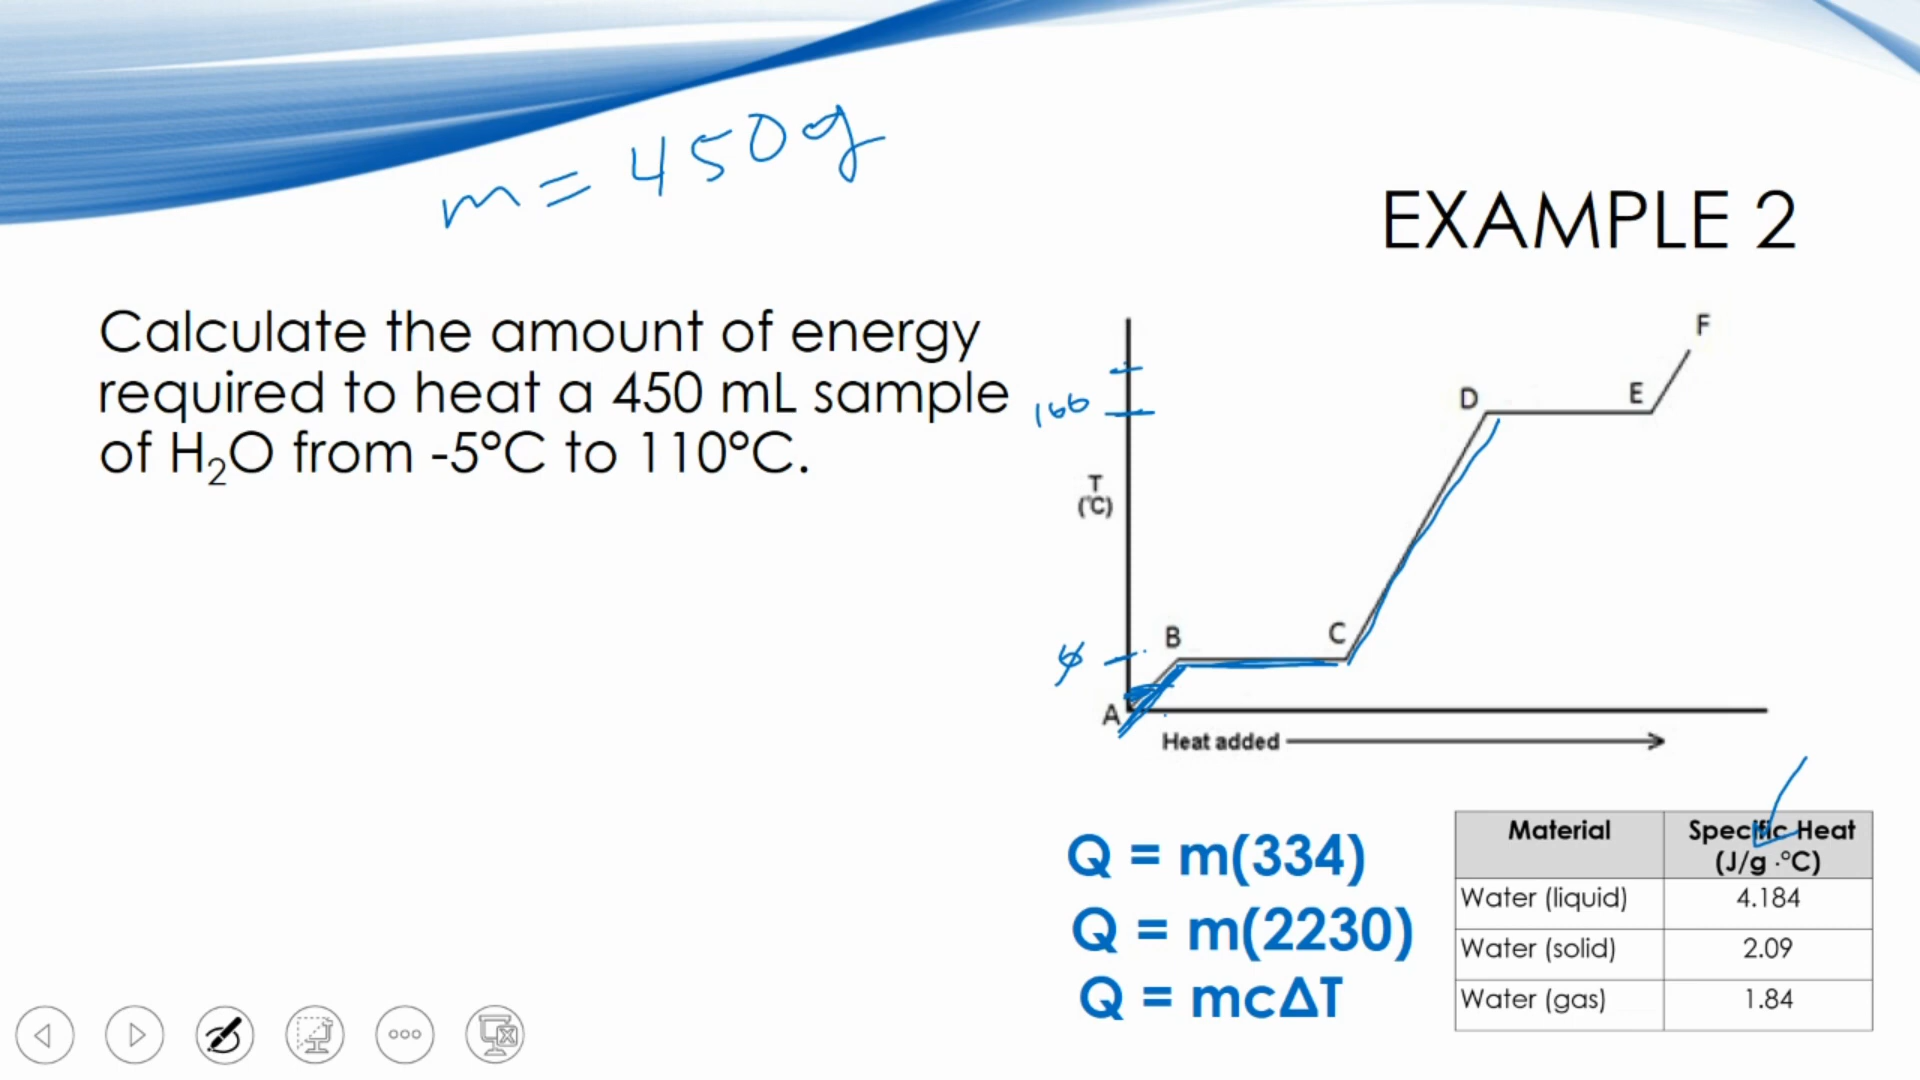 m = 450g
EXAMPLE 2
Calculate the amount of energy
required to heat a 450 mL sample
of H₂O from -5°C to 110°C.
F
D
E
100
T
(°C)
B
C
0
A
Heat added
Q = m(334)
Q = m(2230)
Q = mcΔT
Material Specific Heat
(J/g ·°C)
Water (liquid) 4.184
Water (solid) 2.09
Water (gas) 1.84